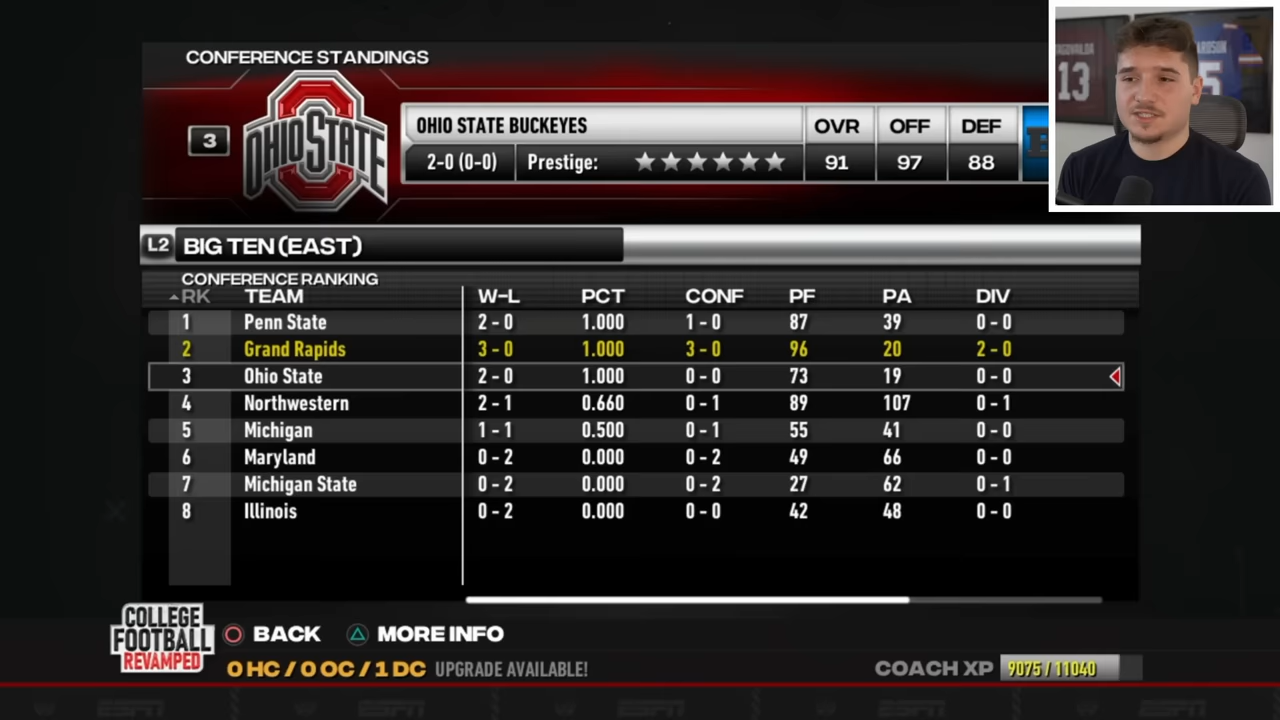 CONFERENCE STANDINGS
3
OHIO STATE
OHIO STATE BUCKEYES OVR OFF DEF
2-0 (0-0) Prestige: 91 97 88
13
L2 BIG TEN (EAST)
CONFERENCE RANKING
RK TEAM W-L PCT CONF PF PA DIV
1 Penn State 2 - 0 1.000 1 - 0 87 39 0 - 0
2 Grand Rapids 3 - 0 1.000 3 - 0 96 20 2 - 0
3 Ohio State 2 - 0 1.000 0 - 0 73 19 0 - 0
4 Northwestern 2 - 1 0.660 0 - 1 89 107 0 - 1
5 Michigan 1 - 1 0.500 0 - 1 55 41 0 - 0
6 Maryland 0 - 2 0.000 0 - 2 49 66 0 - 0
7 Michigan State 0 - 2 0.000 0 - 2 27 62 0 - 1
8 Illinois 0 - 2 0.000 0 - 0 42 48 0 - 0
COLLEGE
FOOTBALL
REVAMPED
BACK MORE INFO
0 HC / 0 OC / 1 DC UPGRADE AVAILABLE!
COACH XP 9075 / 11040